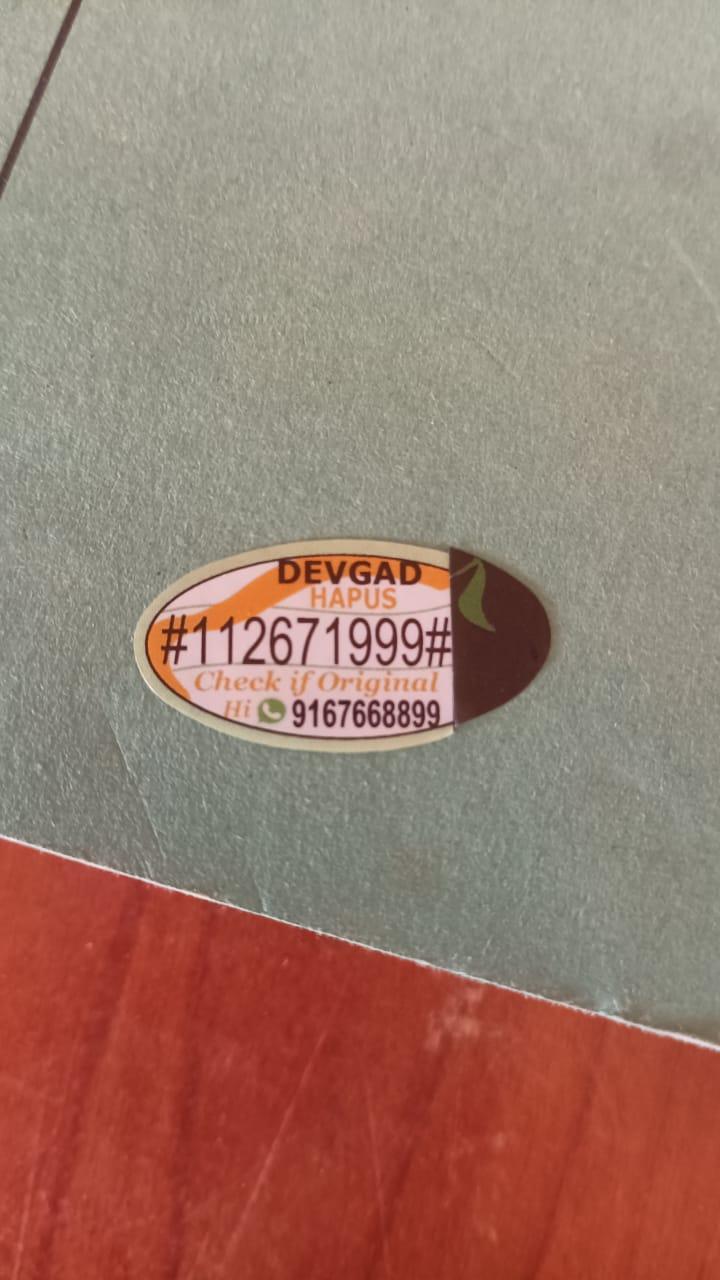 DEVGAD
HAPUS
#112671999#
Check if Original
Hi 9167668899